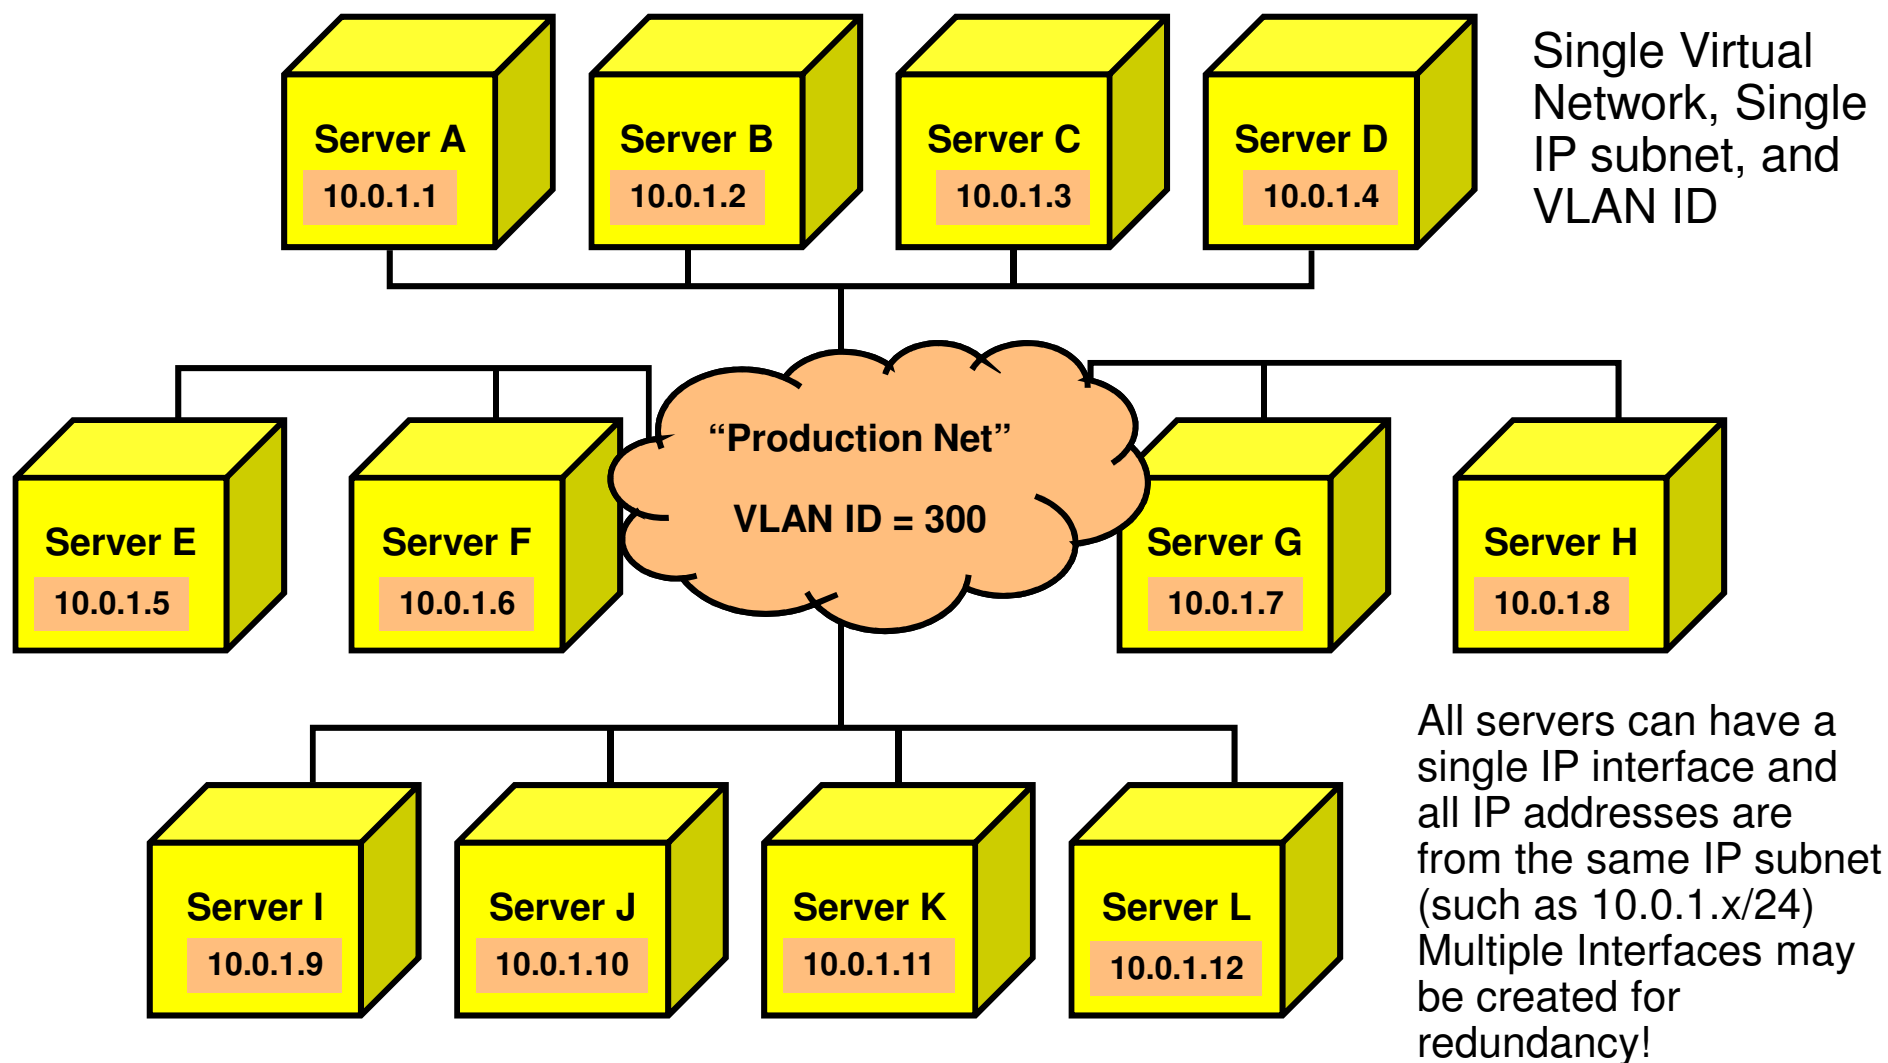 Single Virtual
Network, Single
IP subnet, and
VLAN ID
Server A
10.0.1.1
Server B
10.0.1.2
Server C
10.0.1.3
Server D
10.0.1.4
“Production Net”
VLAN ID = 300
Server E
10.0.1.5
Server F
10.0.1.6
Server G
10.0.1.7
Server H
10.0.1.8
Server I
10.0.1.9
Server J
10.0.1.10
Server K
10.0.1.11
Server L
10.0.1.12
All servers can have a
single IP interface and
all IP addresses are
from the same IP subnet
(such as 10.0.1.x/24)
Multiple Interfaces may
be created for
redundancy!